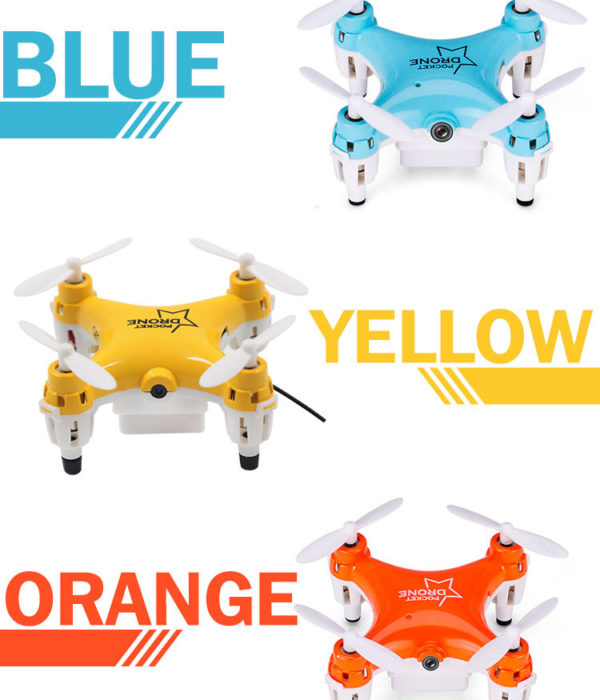 BLUE
POCKET
DRONE
YELLOW
POCKET
DRONE
ORANGE
POCKET
DRONE